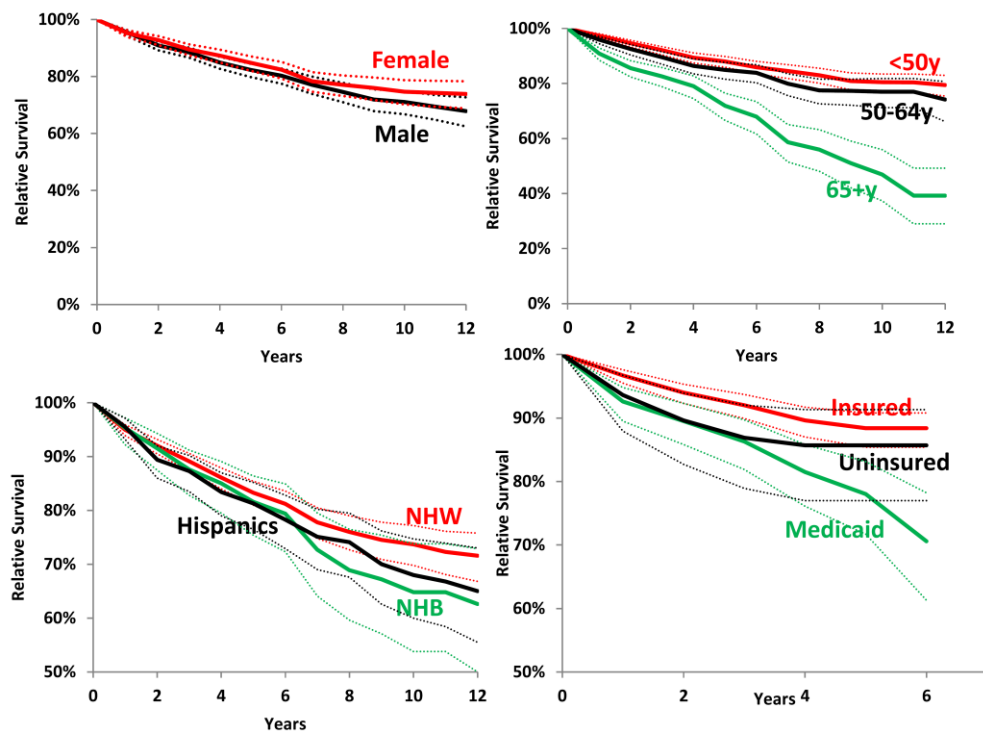 100%
80%
60%
40%
20%
0%
Relative Survival
Female
Male
0 2 4 6 8 10 12
Years
100%
80%
60%
40%
20%
0%
Relative Survival
<50y
50-64y
65+y
0 2 4 6 8 10 12
Years
100%
90%
80%
70%
60%
50%
Relative Survival
Hispanics
NHW
NHB
0 2 4 6 8 10 12
Years
100%
90%
80%
70%
60%
50%
Relative Survival
Insured
Uninsured
Medicaid
0 2 4 6
Years